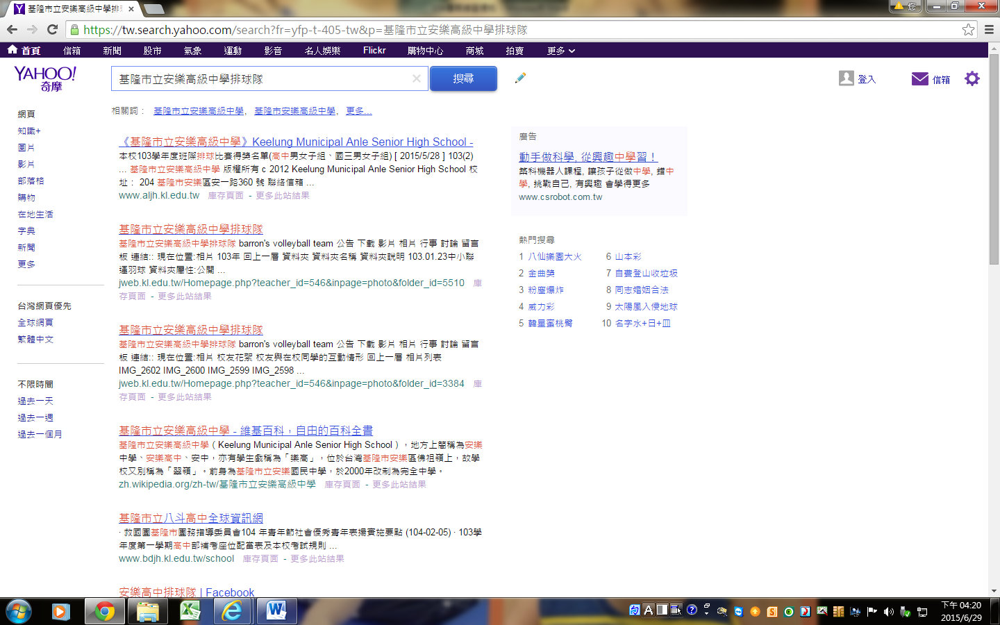 基隆市立安樂高級中學排球
https://tw.search.yahoo.com/search?fr=yfp-t-405-tw&p=基隆市立安樂高級中學排球隊
首頁 信箱 新聞 股市 氣象 運動 影音 名人娛樂 Flickr 購物中心 商城 拍賣 更多
YAHOO!
奇摩
基隆市立安樂高級中學排球隊
搜尋
登入 信箱
相關詞： 基隆市立安樂高級中學, 基隆市安樂高級中學, 更多...
網頁
知識+
圖片
影片
部落格
購物
在地生活
字典
新聞
更多
台灣網頁優先
全球網頁
繁體中文
不限時間
過去一天
過去一週
過去一個月
《基隆市立安樂高級中學》Keelung Municipal Anle Senior High School -
本校103學年度班際排球比賽得獎名單(高中男女子組、國三男女子組) [ 2015/5/28 ] 103(2)
... 基隆市立安樂高級中學 版權所有 c 2012 Keelung Municipal Anle Senior High School 校
址： 204 基隆市安樂區安一路360 號 聯絡信箱 ...
www.aljh.kl.edu.tw 庫存頁面 - 更多此站結果
基隆市立安樂高級中學排球隊
基隆市立安樂高級中學排球隊 barron's volleyball team 公告 下載 影片 相片 行事 討論 留言
板 連結:: 現在位置:相片 103年 回上一層 資料夾 資料夾名稱 資料夾說明 103.01.23中小聯
逼羽球 資料夾屬性:公開 ...
jweb.kl.edu.tw/Homepage.php?teacher_id=546&inpage=photo&folder_id=5510 庫
存頁面 - 更多此站結果
基隆市立安樂高級中學排球隊
基隆市立安樂高級中學排球隊 barron's volleyball team 公告 下載 影片 相片 行事 討論 留言
板 連結:: 現在位置:相片 校友花絮 校友與在校同學的互動情形 回上一層 相片列表
IMG_2602 IMG_2600 IMG_2599 IMG_2598 ...
jweb.kl.edu.tw/Homepage.php?teacher_id=546&inpage=photo&folder_id=3384 庫
存頁面 - 更多此站結果
基隆市立安樂高級中學 - 維基百科，自由的百科全書
基隆市立安樂高級中學 ( Keelung Municipal Anle Senior High School ) ，地方上簡稱為安樂
中學、安樂高中、安中，亦有學生戲稱為「樂高」，位於台灣基隆市安樂區佛祖嶺上，故學
校又別稱為「翠嶺」。前身為基隆市立安樂國民中學，於2000年改制為完全中學。
zh.wikipedia.org/zh-tw/基隆市立安樂高級中學 庫存頁面 - 更多此站結果
基隆市立八斗高中全球資訊網
· 救國團基隆市團務指導委員會104 年青年節社會優秀青年表揚實施要點 (104-02-05) · 103學
年度第一學期高中部補考座位配當表及本校考試規則 ...
www.bdjh.kl.edu.tw/school 庫存頁面 - 更多此站結果
安樂高中排球隊 | Facebook
廣告
動手做科學, 從興趣中學習！
築科機器人課程, 讓孩子從做中學, 錯中
學, 挑戰自己, 有興趣 會學得更多
www.csrobot.com.tw
熱門搜尋
1 八仙樂園大火
2 金曲獎
3 粉塵爆炸
4 威力彩
5 韓星蜜桃臀
6 山本彩
7 自費登山收垃圾
8 同志婚姻合法
9 太陽風入侵地球
10 名字水+日+皿
下午 04:20
2015/6/29